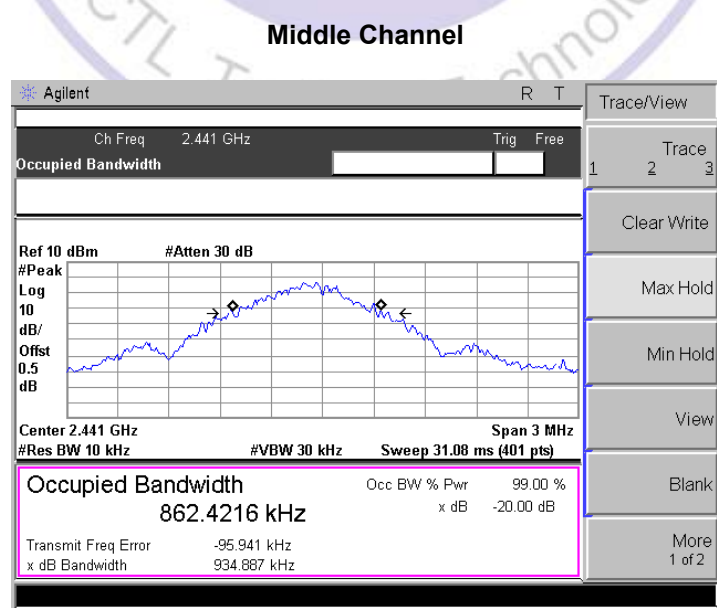 CTL T Technolo
Middle Channel
Agilent R T
Ch Freq 2.441 GHz Trig Free
Occupied Bandwidth
Ref 10 dBm #Atten 30 dB
#Peak
Log
10
dB/
Offst
0.5
dB
Center 2.441 GHz Span 3 MHz
#Res BW 10 kHz #VBW 30 kHz Sweep 31.08 ms (401 pts)
Occupied Bandwidth
862.4216 kHz
Occ BW % Pwr 99.00 %
x dB -20.00 dB
Transmit Freq Error -95.941 kHz
x dB Bandwidth 934.887 kHz
Trace/View
Trace
1 2 3
Clear Write
Max Hold
Min Hold
View
Blank
More
1 of 2